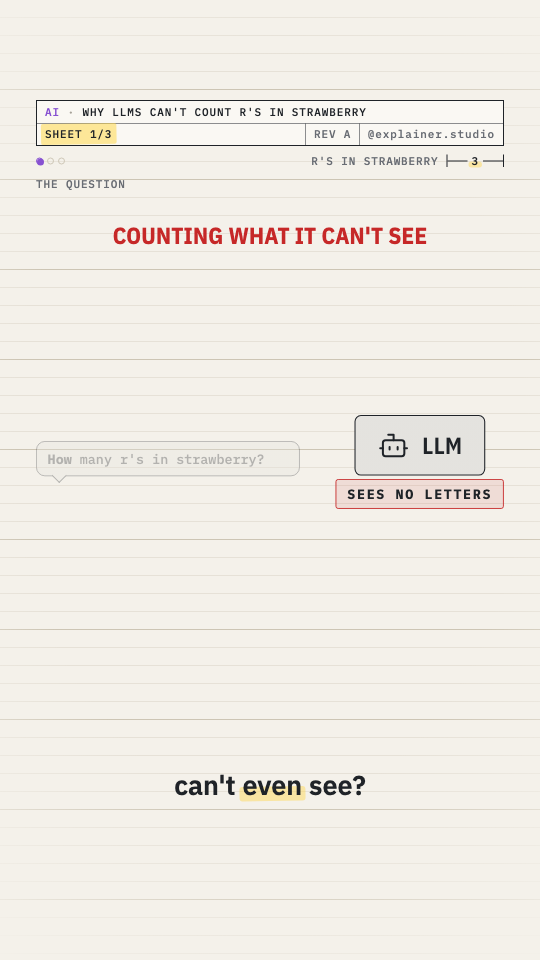 AI · WHY LLMS CAN'T COUNT R'S IN STRAWBERRY
SHEET 1/3 REV A @explainer.studio
R'S IN STRAWBERRY 3
THE QUESTION
COUNTING WHAT IT CAN'T SEE
How many r's in strawberry?
LLM
SEES NO LETTERS
can't even see?